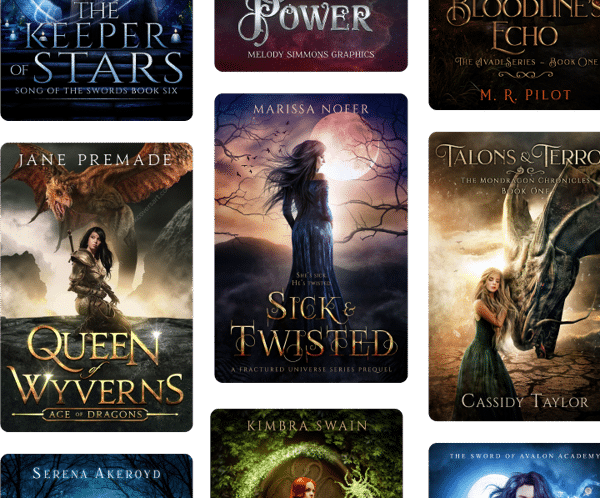 THE
KEEPER
OF STARS
SONG OF THE SWORDS BOOK SIX
JANE PREMADE
QUEEN
of
WYVERNS
AGE OF DRAGONS
SERENA AKEROYD
POWER
MELODY SIMMONS GRAPHICS
MARISSA NOFER
SHE'S SICK.
HE'S TWISTED.
SICK &
TWISTED
A FRACTURED UNIVERSE SERIES PREQUEL
KIMBRA SWAIN
BLOODLINE'S
ECHO
THE AVADI SERIES – BOOK ONE
M. R. PILOT
TALONS & TERRO
THE MONDRAGON CHRONICLES
BOOK ONE
CASSIDY TAYLOR
THE SWORD OF AVALON ACADEMY